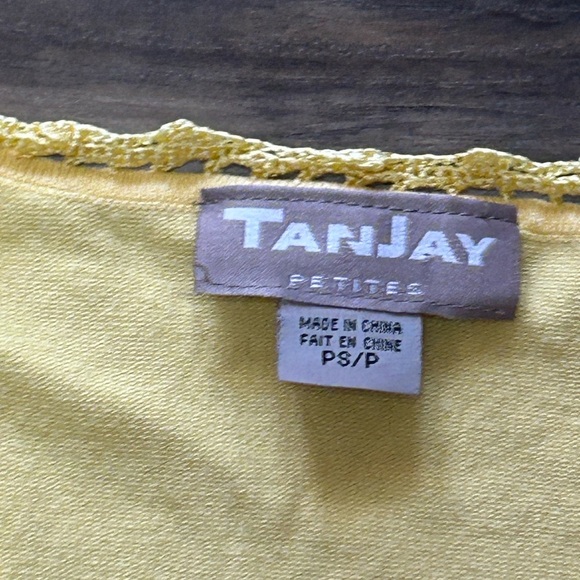 TANJAY
PETITES
MADE IN CHINA
FAIT EN CHINE
PS/P